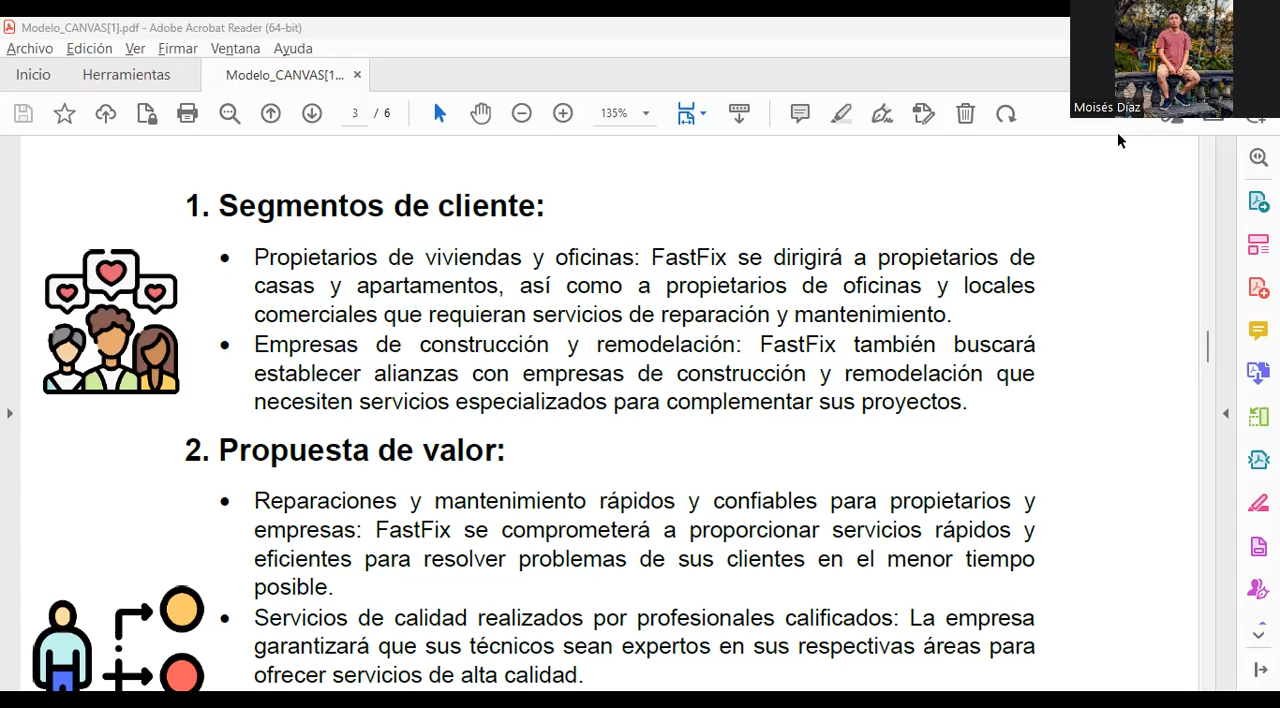 Modelo_CANVAS[1].pdf - Adobe Acrobat Reader (64-bit)
Archivo Edición Ver Firmar Ventana Ayuda
Inicio Herramientas Modelo_CANVAS[1... ×
3 / 6 135%
Moisés Díaz
1. Segmentos de cliente:
• Propietarios de viviendas y oficinas: FastFix se dirigirá a propietarios de
casas y apartamentos, así como a propietarios de oficinas y locales
comerciales que requieran servicios de reparación y mantenimiento.
• Empresas de construcción y remodelación: FastFix también buscará
establecer alianzas con empresas de construcción y remodelación que
necesiten servicios especializados para complementar sus proyectos.
2. Propuesta de valor:
• Reparaciones y mantenimiento rápidos y confiables para propietarios y
empresas: FastFix se comprometerá a proporcionar servicios rápidos y
eficientes para resolver problemas de sus clientes en el menor tiempo
posible.
• Servicios de calidad realizados por profesionales calificados: La empresa
garantizará que sus técnicos sean expertos en sus respectivas áreas para
ofrecer servicios de alta calidad.